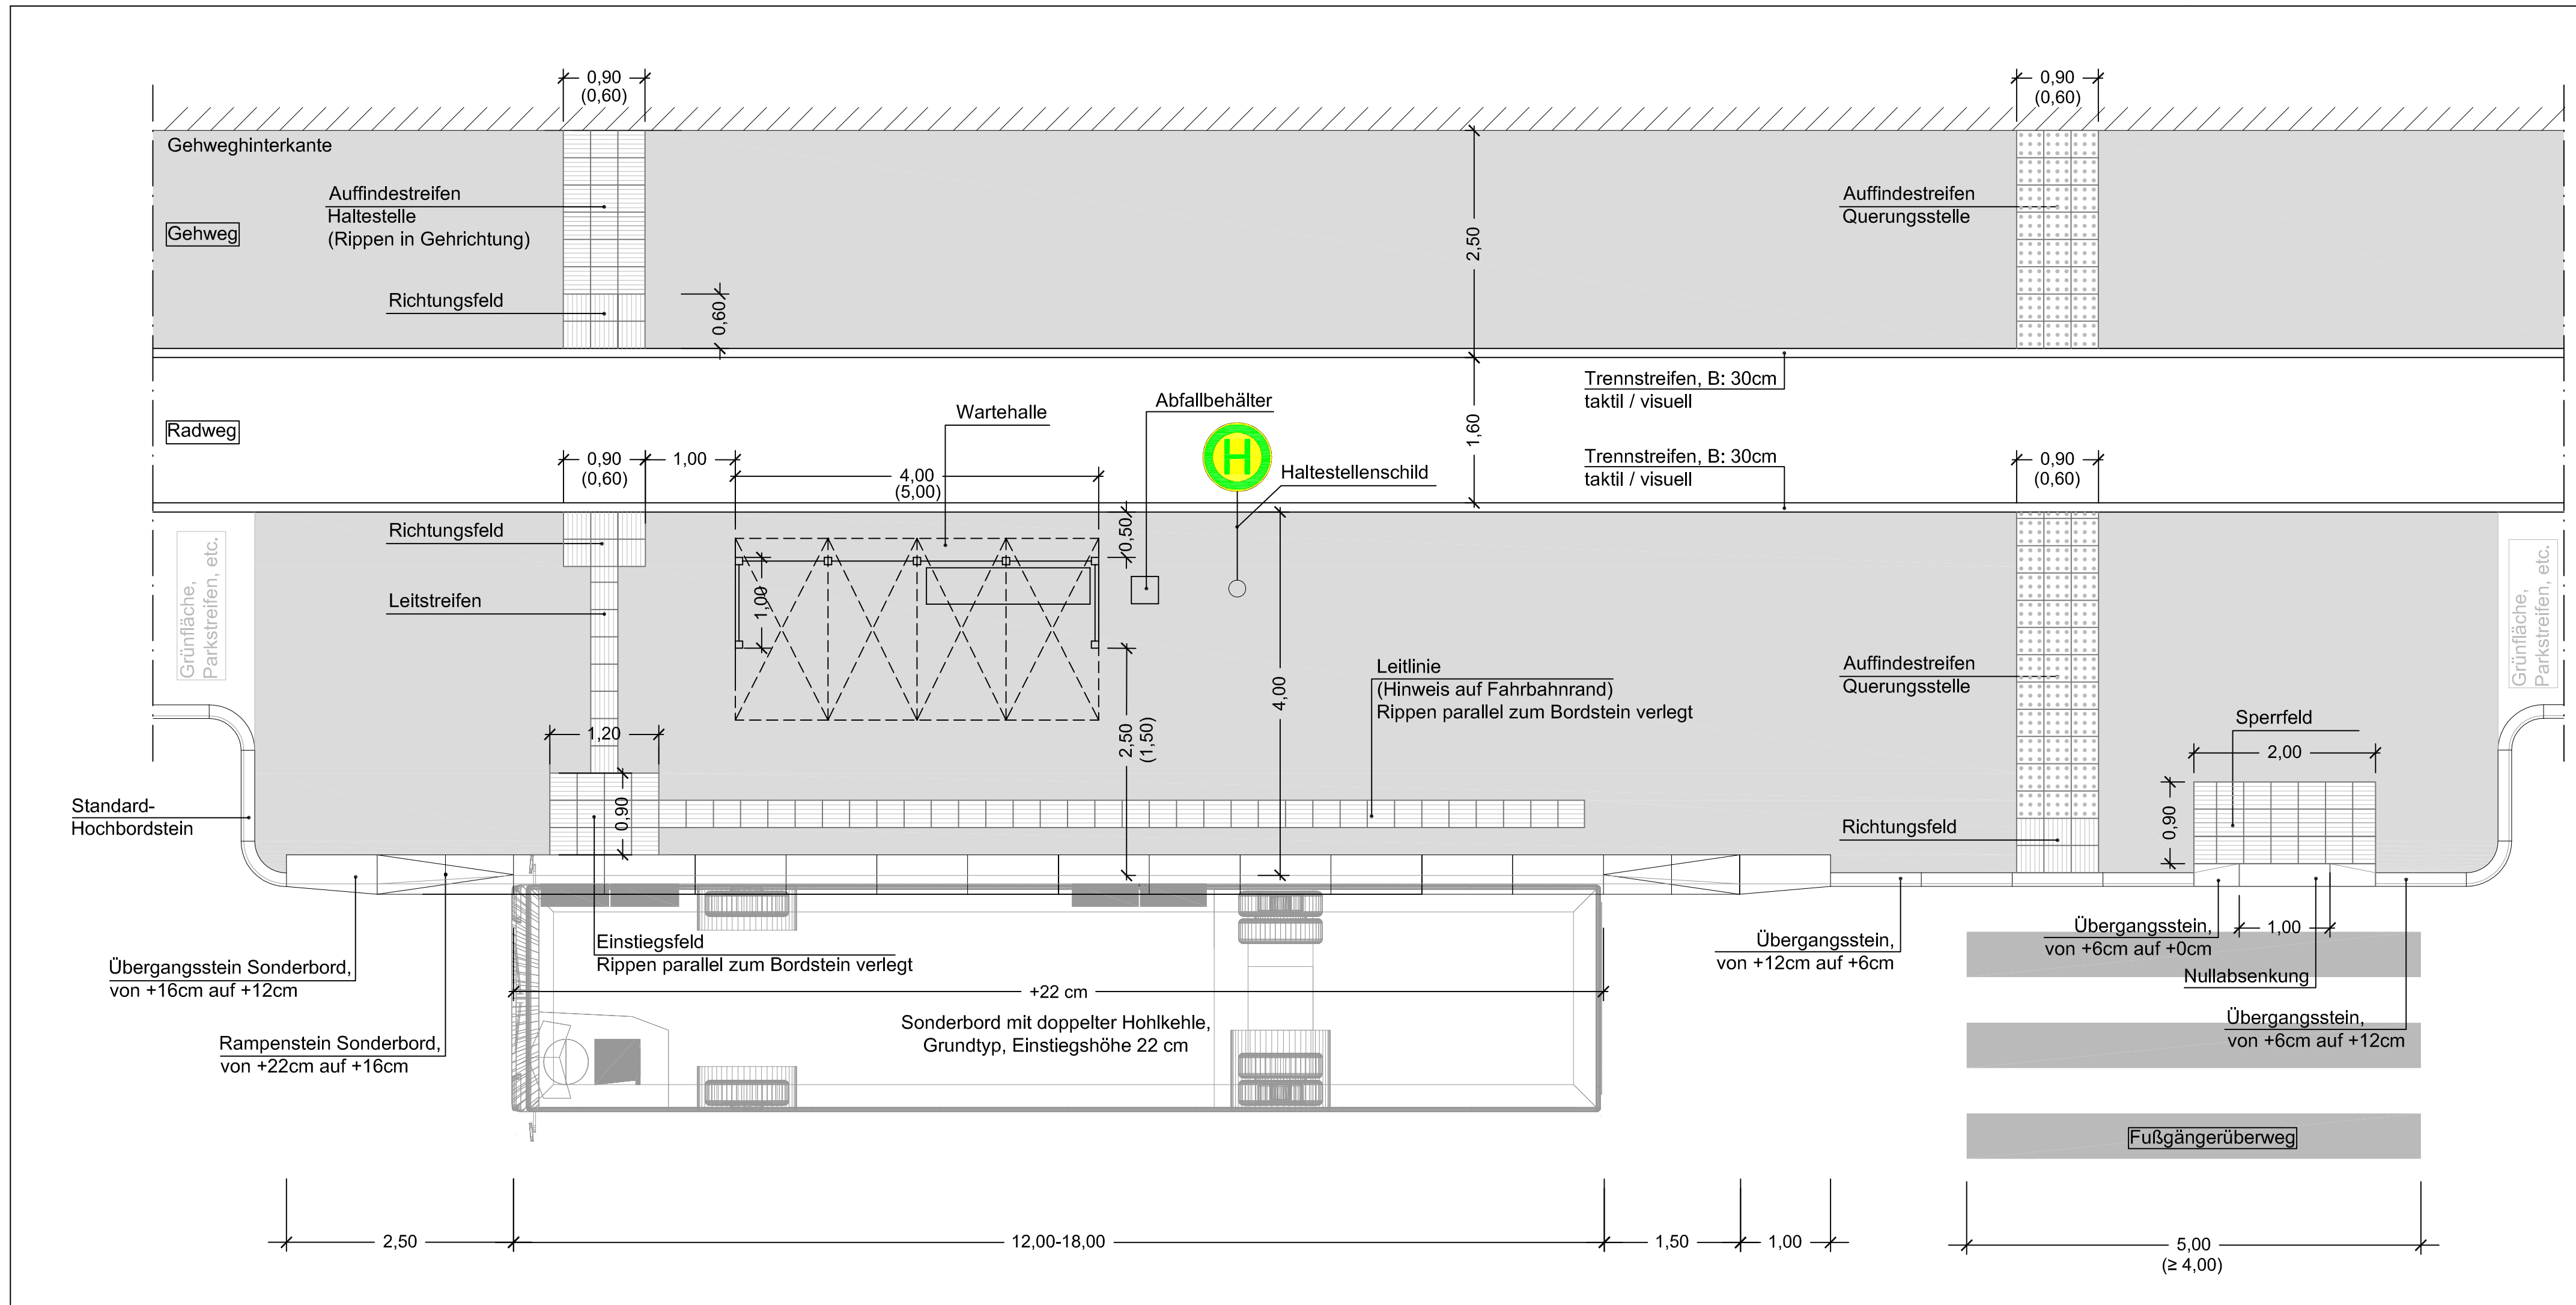 0,90
(0,60)
0,90
(0,60)
Gehweghinterkante
Auffindestreifen
Haltestelle
(Rippen in Gehrichtung)
Auffindestreifen
Querungsstelle
Gehweg
2,50
Richtungsfeld
0,60
Trennstreifen, B: 30cm
taktil / visuell
Wartehalle
Abfallbehälter
Radweg
1,60
H
0,90
(0,60)
1,00
4,00
(5,00)
Haltestellenschild
Trennstreifen, B: 30cm
taktil / visuell
0,90
(0,60)
Richtungsfeld
0,50
Grünfläche,
Parkstreifen, etc.
Leitstreifen
1,00
Grünfläche,
Parkstreifen, etc.
Leitlinie
(Hinweis auf Fahrbahnrand)
Rippen parallel zum Bordstein verlegt
Auffindestreifen
Querungsstelle
4,00
2,50
(1,50)
1,20
Sperrfeld
2,00
Standard-
Hochbordstein
0,90
0,90
Richtungsfeld
Einstiegsfeld
Rippen parallel zum Bordstein verlegt
Übergangsstein,
von +12cm auf +6cm
Übergangsstein,
von +6cm auf +0cm
1,00
Nullabsenkung
Übergangsstein Sonderbord,
von +16cm auf +12cm
+22 cm
Sonderbord mit doppelter Hohlkehle,
Grundtyp, Einstiegshöhe 22 cm
Übergangsstein,
von +6cm auf +12cm
Rampenstein Sonderbord,
von +22cm auf +16cm
Fußgängerüberweg
2,50
12,00-18,00
1,50
1,00
5,00
(≥ 4,00)